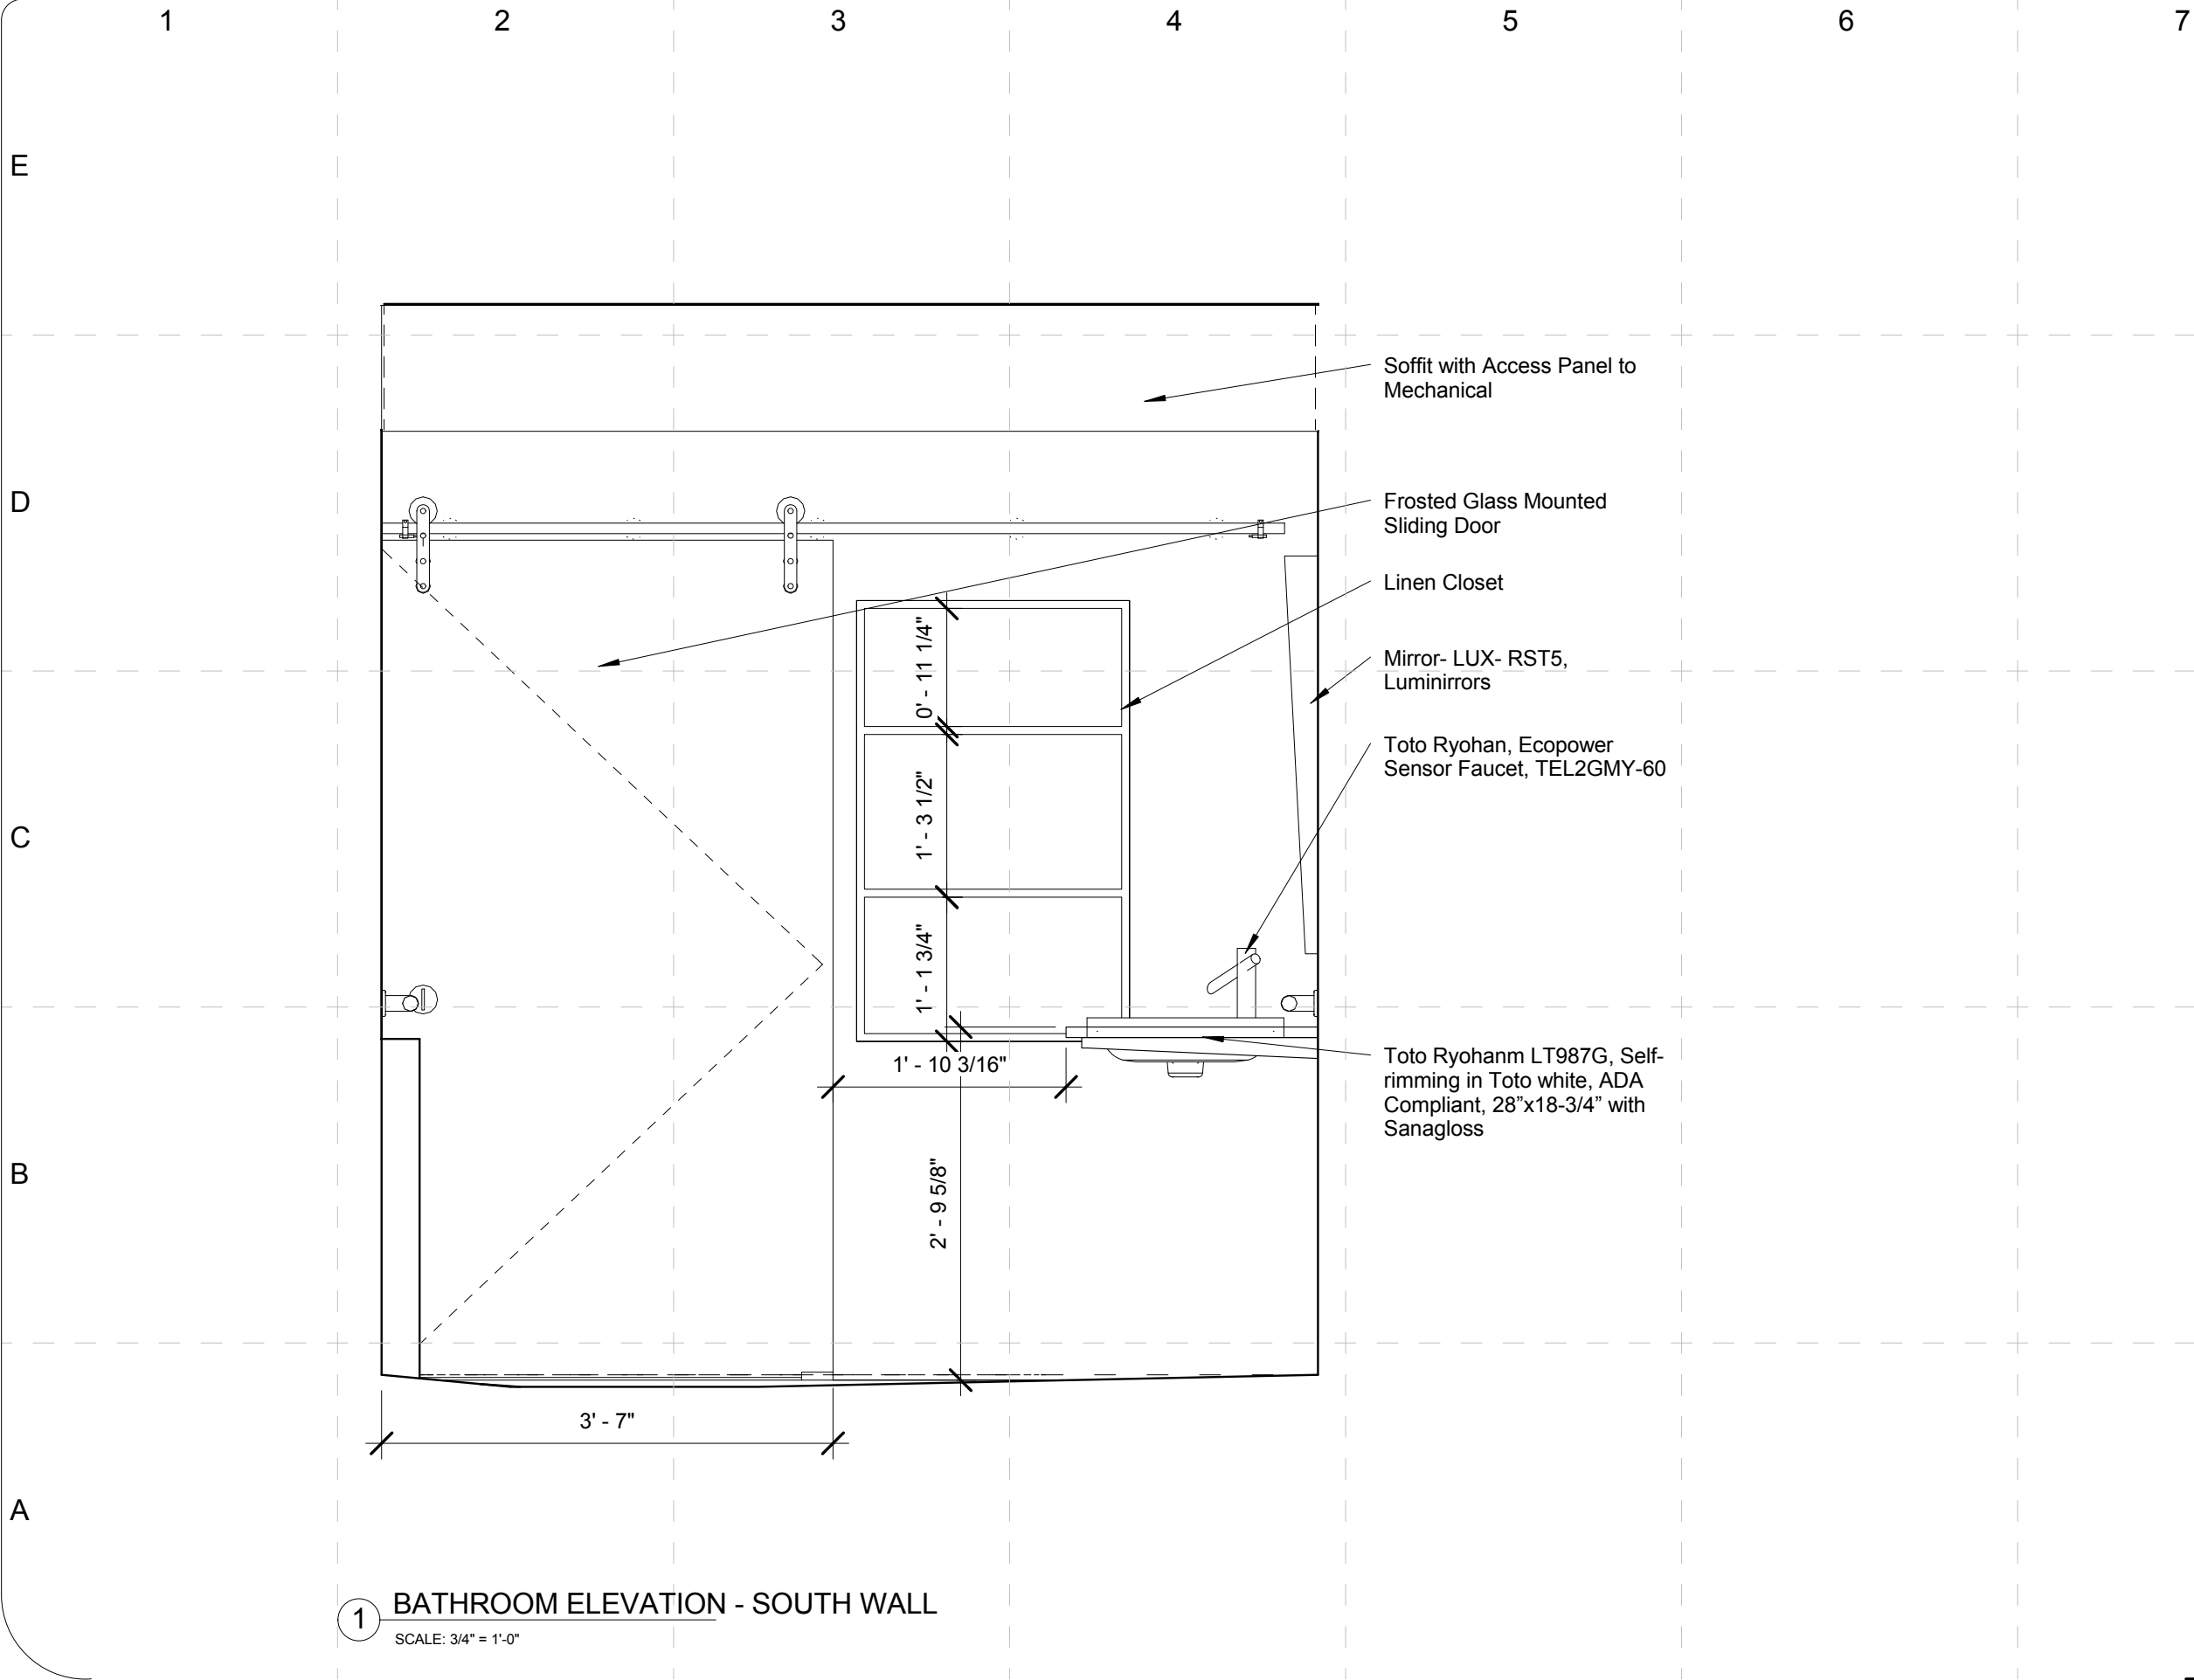 1 2 3 4 5 6 7
E
D
C
B
A
Soffit with Access Panel to
Mechanical
Frosted Glass Mounted
Sliding Door
Linen Closet
Mirror- LUX- RST5,
Luminirrors
Toto Ryohan, Ecopower
Sensor Faucet, TEL2GMY-60
Toto Ryohanm LT987G, Self-
rimming in Toto white, ADA
Compliant, 28”x18-3/4” with
Sanagloss
0' - 11 1/4"
1' - 3 1/2"
1' - 1 3/4"
1' - 10 3/16"
2' - 9 5/8"
3' - 7"
1 BATHROOM ELEVATION - SOUTH WALL
SCALE: 3/4" = 1'-0"